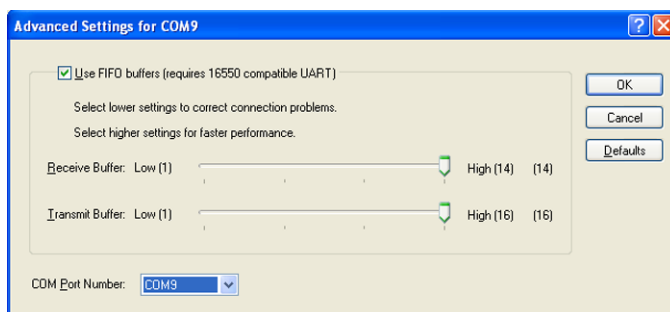 Advanced Settings for COM9
Use FIFO buffers (requires 16550 compatible UART)
OK
Select lower settings to correct connection problems.
Cancel
Select higher settings for faster performance.
Defaults
Receive Buffer: Low (1) High (14) (14)
Transmit Buffer: Low (1) High (16) (16)
COM Port Number: COM9